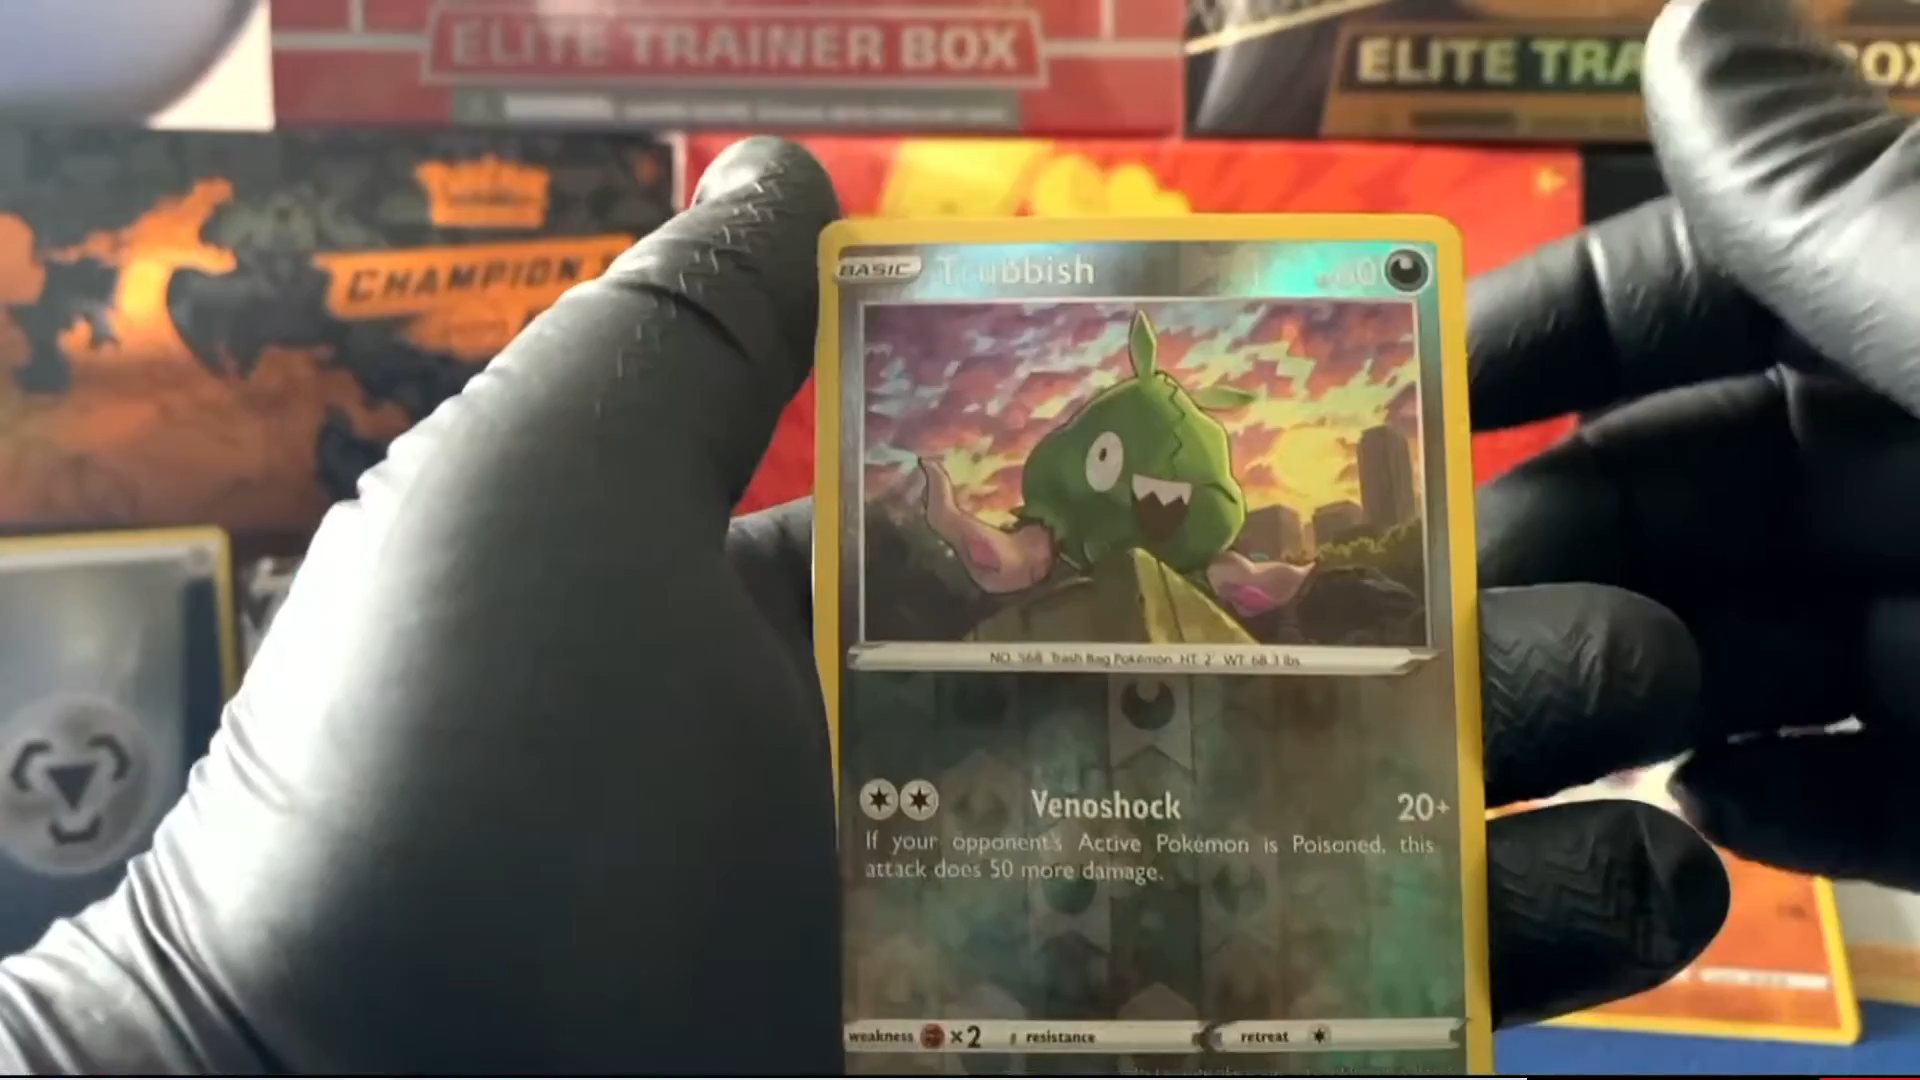 ELITE TRAINER BOX
ELITE TRA
BOX
CHAMPION
BASIC
Trubbish
60
NO. 568 Trash Bag Pokémon HT. 2' WT. 68.3 lbs.
Venoshock 20+
If your opponent's Active Pokémon is Poisoned, this
attack does 50 more damage.
weakness ×2 resistance retreat